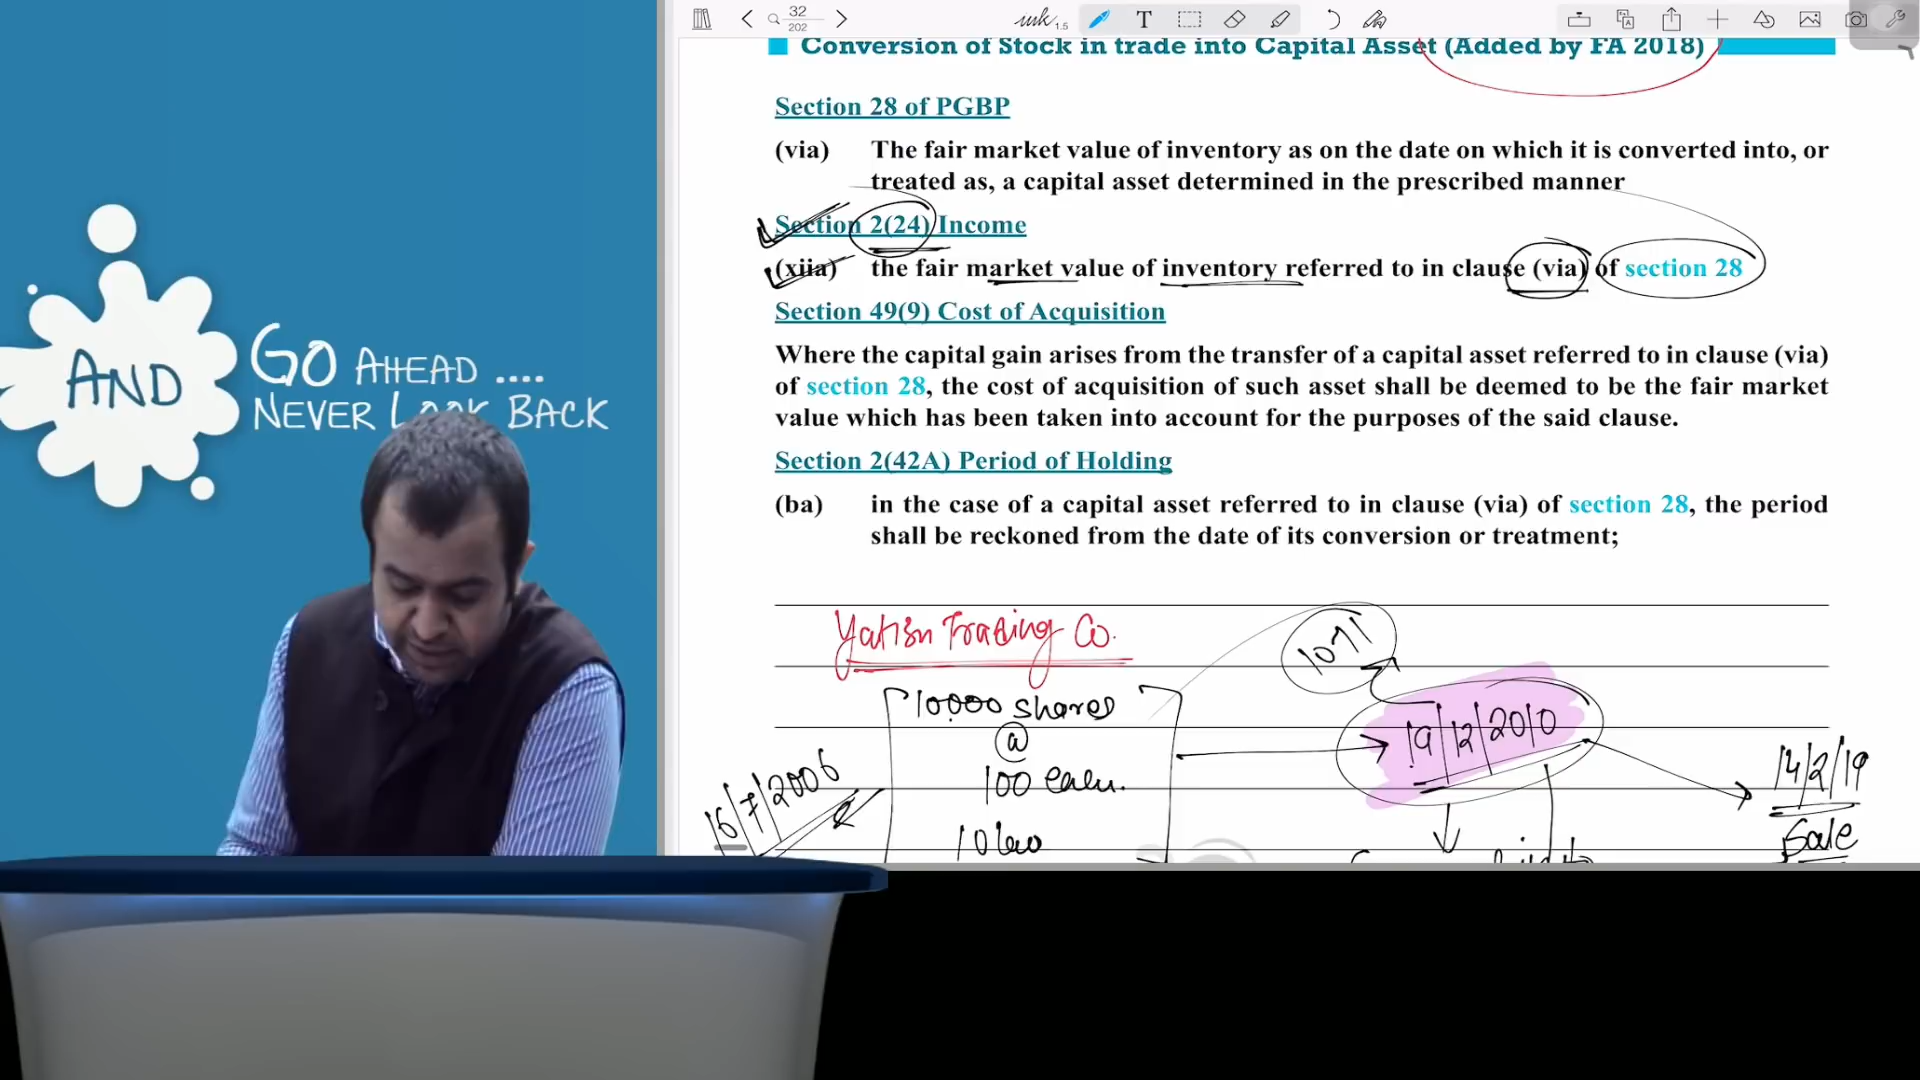 32
202
ink 1.5
T
Conversion of Stock in trade into Capital Asset (Added by FA 2018)
Section 28 of PGBP
(via) The fair market value of inventory as on the date on which it is converted into, or
treated as, a capital asset determined in the prescribed manner
Section 2(24) Income
(xiia) the fair market value of inventory referred to in clause (via) of section 28
Section 49(9) Cost of Acquisition
Where the capital gain arises from the transfer of a capital asset referred to in clause (via)
of section 28, the cost of acquisition of such asset shall be deemed to be the fair market
value which has been taken into account for the purposes of the said clause.
Section 2(42A) Period of Holding
(ba) in the case of a capital asset referred to in clause (via) of section 28, the period
shall be reckoned from the date of its conversion or treatment;
Trading Co.
10,000 shares
@
100
16/7/2006
19/12/2010
14/2/19
Sale
AND
GO AHEAD ....
NEVER LOOK BACK